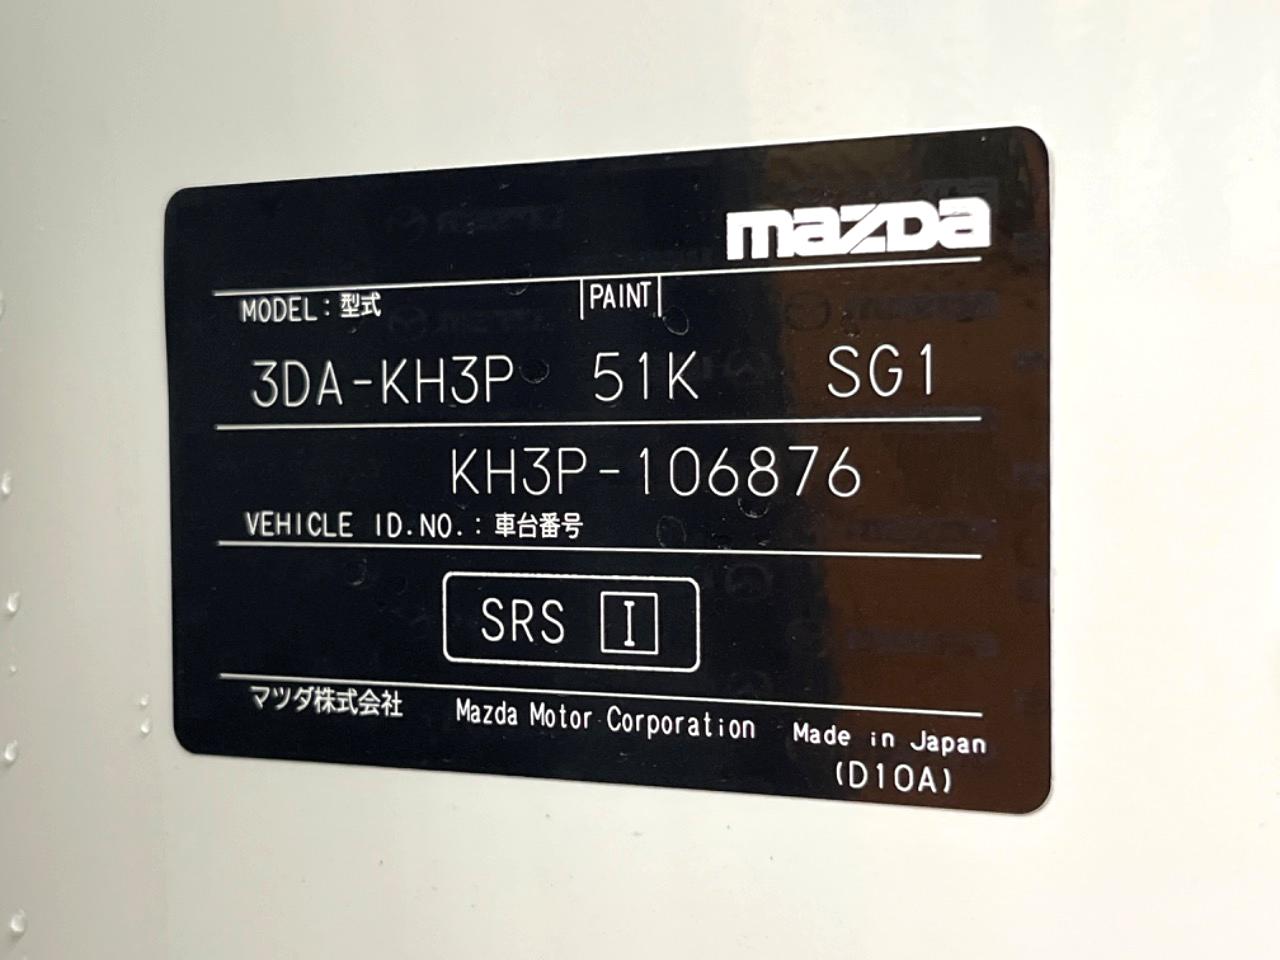 mazda
MODEL : 型式 PAINT
3DA-KH3P 51K SG1
KH3P-106876
VEHICLE ID.NO. : 車台番号
SRS I
マツダ株式会社 Mazda Motor Corporation Made in Japan
(D10A)